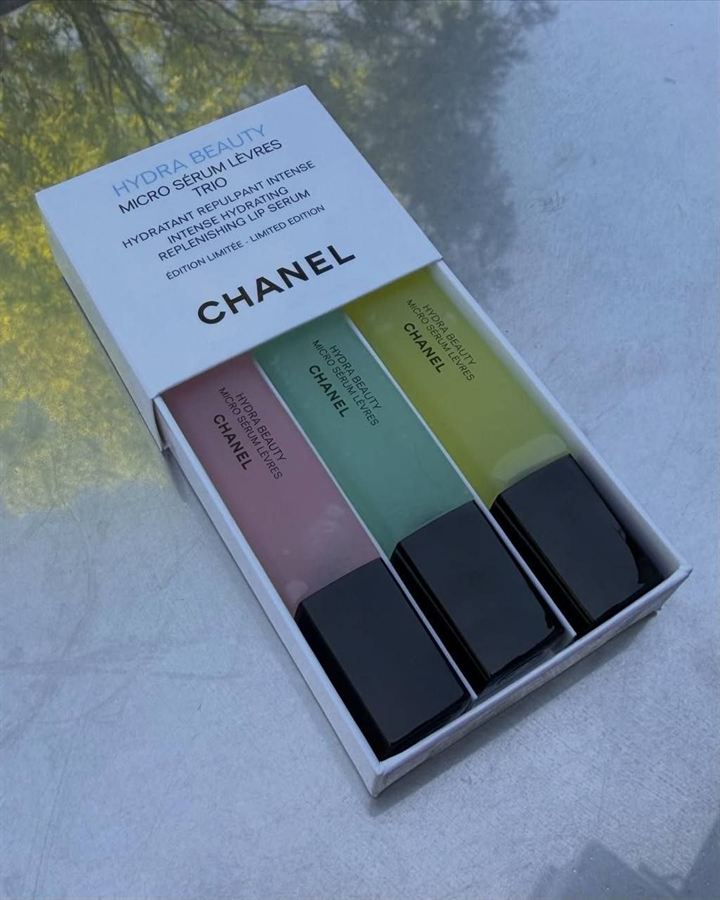 HYDRA BEAUTY
MICRO SÉRUM LÈVRES
TRIO
HYDRATANT REPULPANT INTENSE
INTENSE HYDRATING
REPLENISHING LIP SERUM
ÉDITION LIMITÉE - LIMITED EDITION
CHANEL
HYDRA BEAUTY
MICRO SÉRUM LÈVRES
CHANEL
HYDRA BEAUTY
MICRO SÉRUM LÈVRES
CHANEL
HYDRA BEAUTY
MICRO SÉRUM LÈVRES
CHANEL